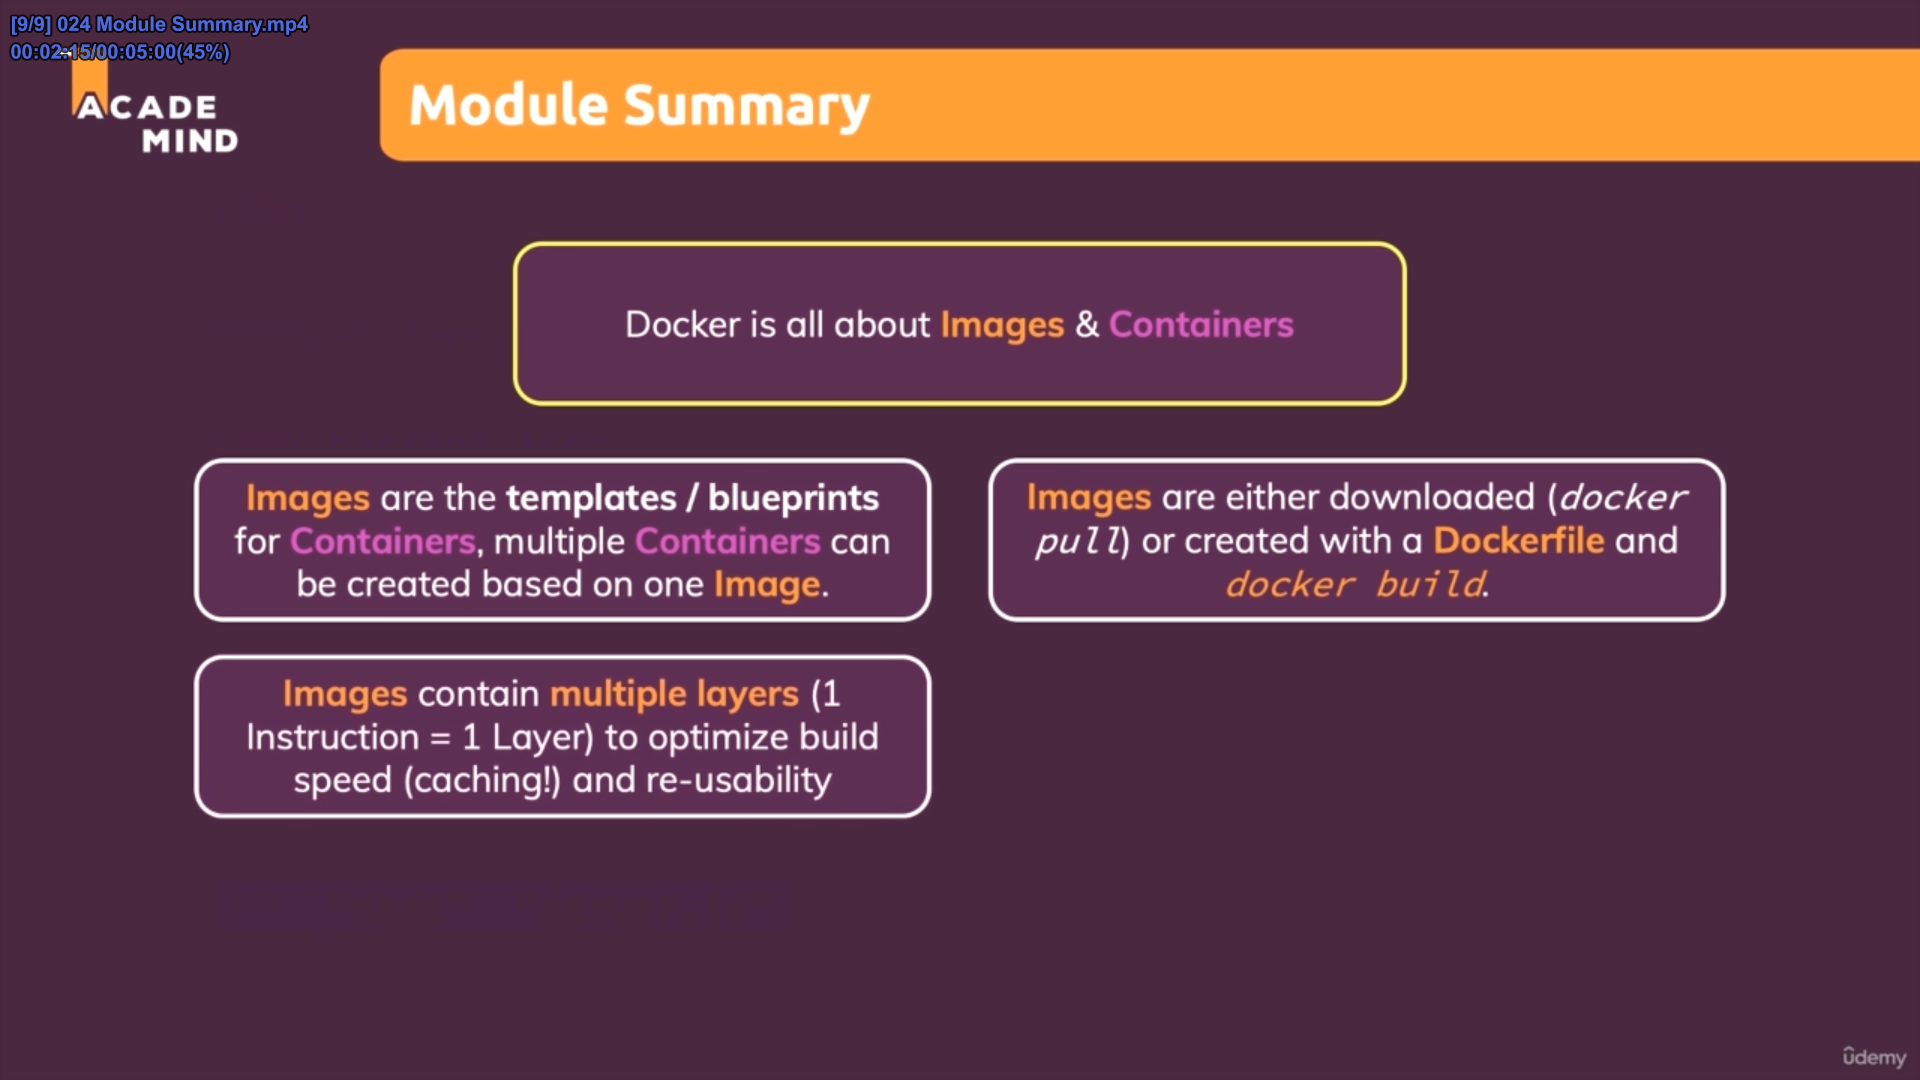 [9/9] 024 Module Summary.mp4
00:02:15/00:05:00(45%)
ACADE
MIND
Module Summary
Docker is all about Images & Containers
Images are the templates / blueprints
for Containers, multiple Containers can
be created based on one Image.
Images are either downloaded (docker
pull) or created with a Dockerfile and
docker build.
Images contain multiple layers (1
Instruction = 1 Layer) to optimize build
speed (caching!) and re-usability
ûdemy